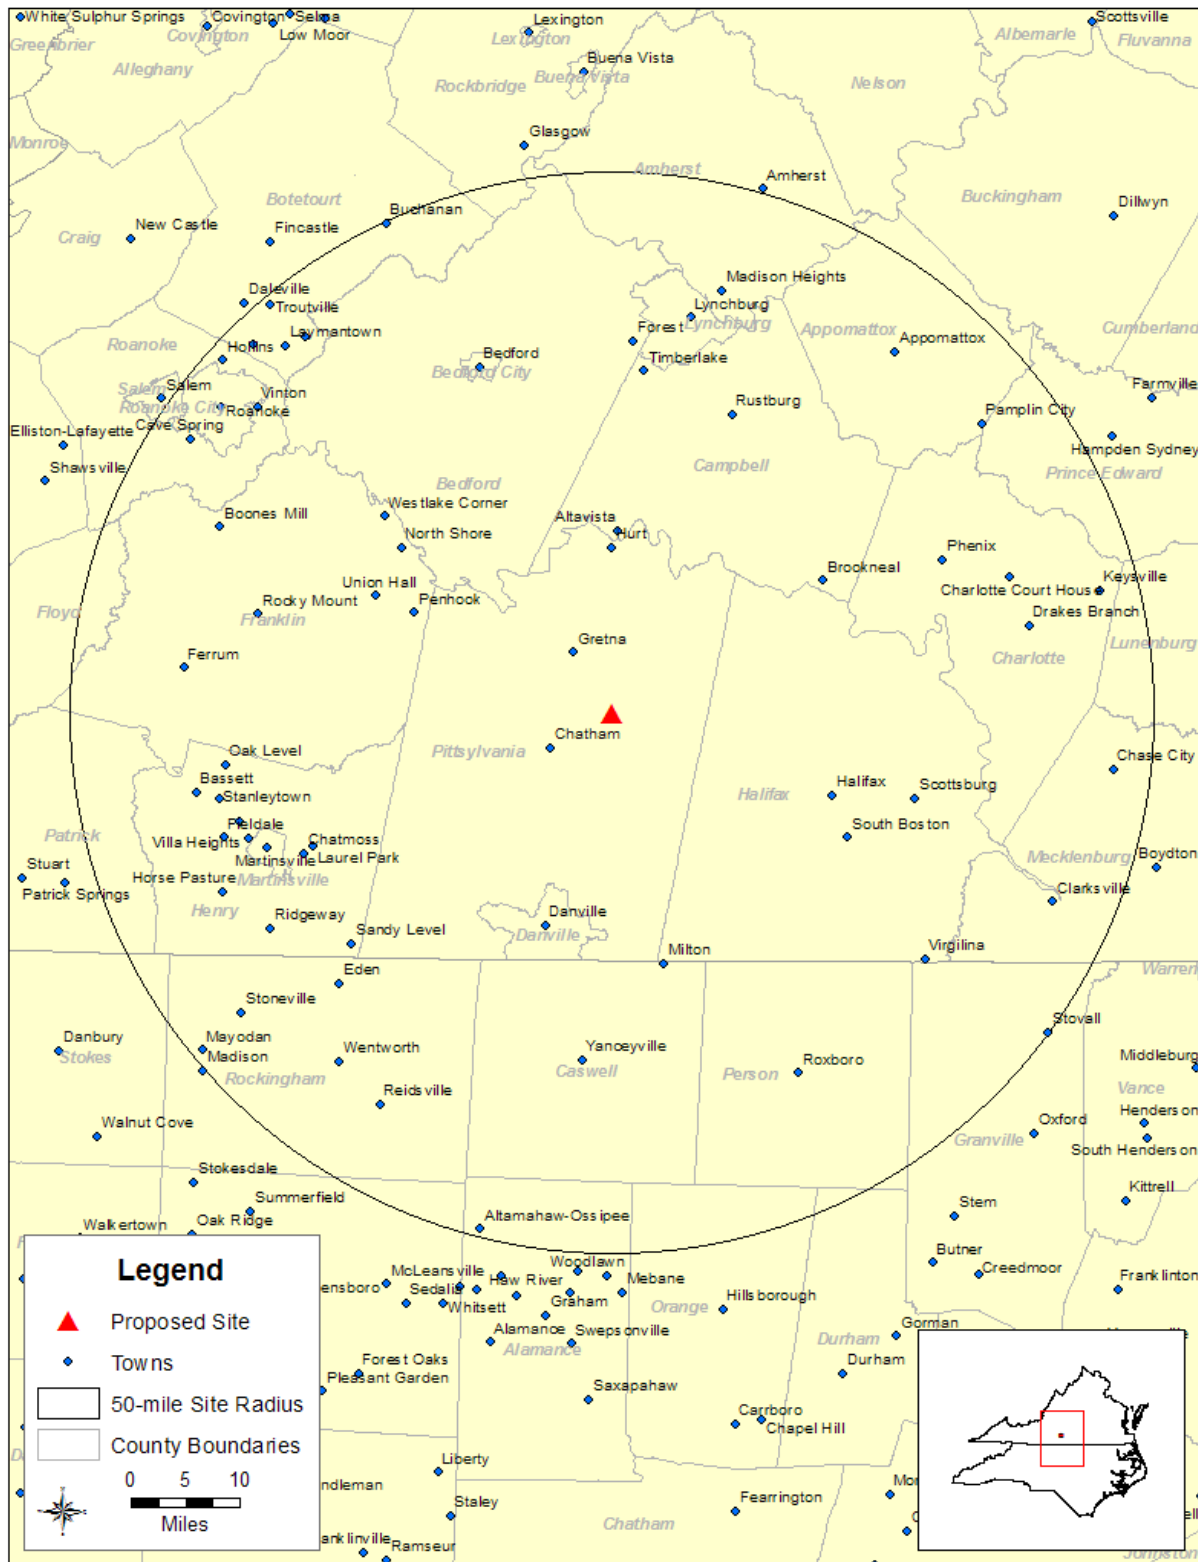 White Sulphur Springs
Covington
Selma
Low Moor
Lexington
Scottsville
Greenbrier
Covington
Alleghany
Lexington
Buena Vista
Buena Vista
Rockbridge
Albemarle
Fluvanna
Nelson
Monroe
Glasgow
Amherst
Amherst
Botetourt
Buchanan
Buckingham
Dillwyn
New Castle
Craig
Fincastle
Daleville
Troutville
Laymantown
Madison Heights
Lynchburg
Lynchburg
Forest
Timberlake
Appomattox
Appomattox
Cumberland
Roanoke
Hollins
Bedford
Bedford City
Salem
Salem
Vinton
Roanoke City
Roanoke
Cave Spring
Elliston-Lafayette
Shawsville
Rustburg
Pamplin City
Farmville
Hampden Sydney
Prince Edward
Campbell
Bedford
Boones Mill
Westlake Corner
North Shore
Altavista
Hurt
Phenix
Brookneal
Charlotte Court House
Keysville
Drakes Branch
Union Hall
Penhook
Rocky Mount
Franklin
Floyd
Gretna
Charlotte
Lunenburg
Ferrum
Chatham
Pittsylvania
Oak Level
Bassett
Stanleytown
Halifax
Halifax
Scottsburg
South Boston
Chase City
Fieldale
Villa Heights
Chatmoss
Laurel Park
Martinsville
Martinsville
Patrick
Stuart
Patrick Springs
Horse Pasture
Henry
Mecklenburg
Boydton
Clarksville
Ridgeway
Sandy Level
Danville
Danville
Milton
Virgilina
Warren
Eden
Stoneville
Stovall
Danbury
Stokes
Mayodan
Madison
Rockingham
Wentworth
Reidsville
Yanceyville
Caswell
Person
Roxboro
Middleburg
Vance
Walnut Cove
Oxford
Granville
Henderson
South Henderson
Kittrell
Stokesdale
Summerfield
Oak Ridge
Walkertown
Altamahaw-Ossipee
Stem
Butner
Creedmoor
Franklinton
ensboro
McLeansville
Sedalia
Whitsett
Haw River
Woodlawn
Mebane
Graham
Orange
Hillsborough
Alamance
Swepsonville
Alamance
Durham
Gorman
Durham
Forest Oaks
Pleasant Garden
Saxapahaw
Carrboro
Chapel Hill
Liberty
ndleman
Staley
Fearrington
Chatham
anklinville
Ramseur
Mor
ell
Johnston
Legend
Proposed Site
Towns
50-mile Site Radius
County Boundaries
0 5 10
Miles